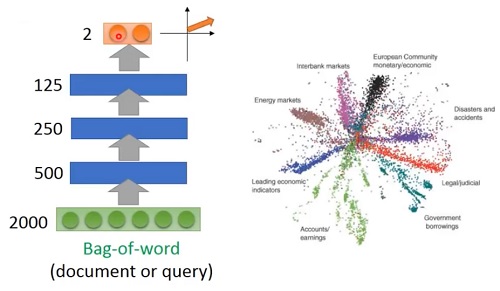 2
125
250
500
2000
Bag-of-word
(document or query)
Interbank markets
European Community
monetary/economic
Energy markets
Disasters and
accidents
Leading economic
indicators
Legal/judicial
Government
borrowings
Accounts/
earnings